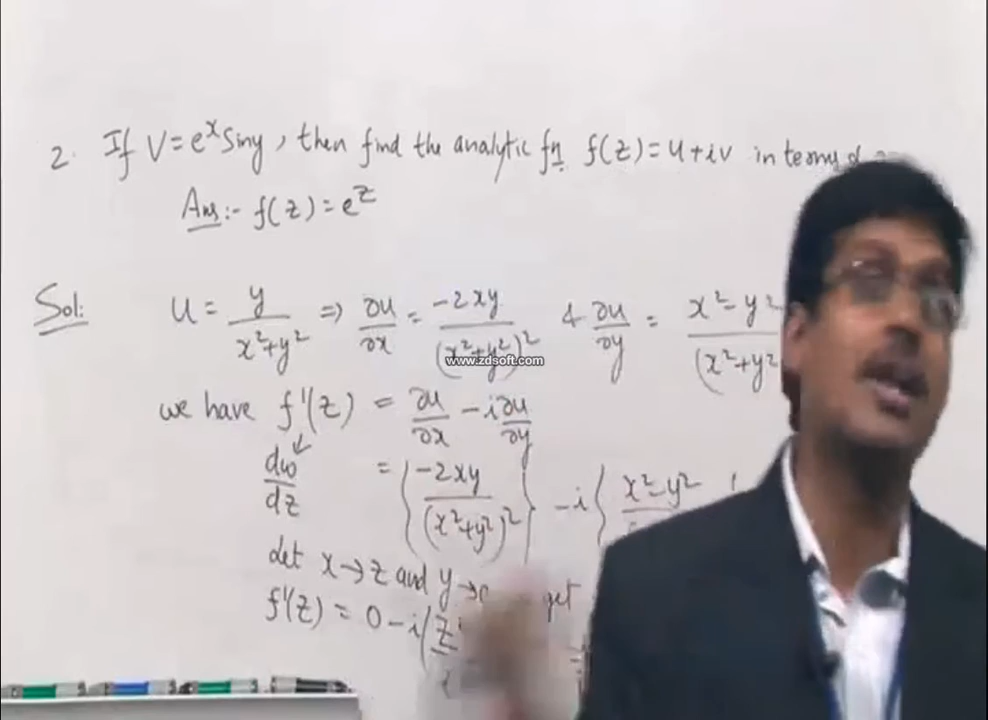 2. If V = e^x Siny, then find the analytic fn f(z) = u+iv in terms of
Ans:- f(z) = e^z
Sol: u = y/(x²+y²) ⇒ ∂u/∂x = -2xy/(x²+y²)² & ∂u/∂y = x²-y²/(x²+y²
www.zdsoft.com
we have f'(z) = ∂u/∂x - i ∂u/∂y
dw/dz = {-2xy/(x²+y²)²} - i { x²-y²
Let x→z and y→0 get
f'(z) = 0 - i(z²